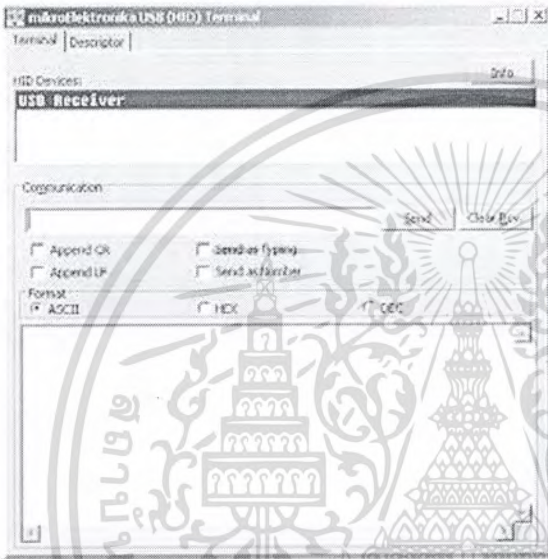 mikroElektronika USB (HID) Terminal
Terminal Descriptor
Info
HID Devices:
USB Receiver
Communication
Send Clear Rcv.
Append CR Send as Typing
Append LF Send as Number
Format
ASCII HEX DEC